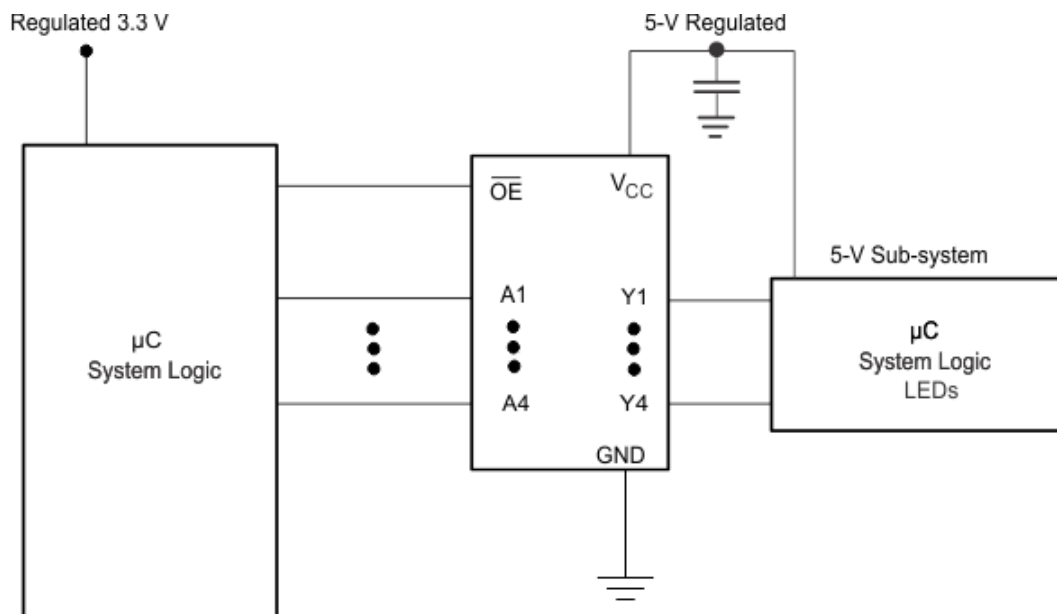 Regulated 3.3 V
5-V Regulated
OE
V_CC
5-V Sub-system
A1
Y1
µC
System Logic
µC
System Logic
LEDs
A4
Y4
GND